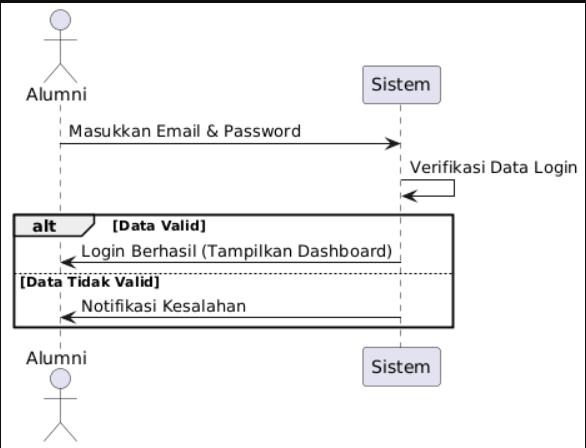 Alumni
Sistem
Masukkan Email & Password
Verifikasi Data Login
alt [Data Valid]
Login Berhasil (Tampilkan Dashboard)
[Data Tidak Valid]
Notifikasi Kesalahan
Alumni
Sistem